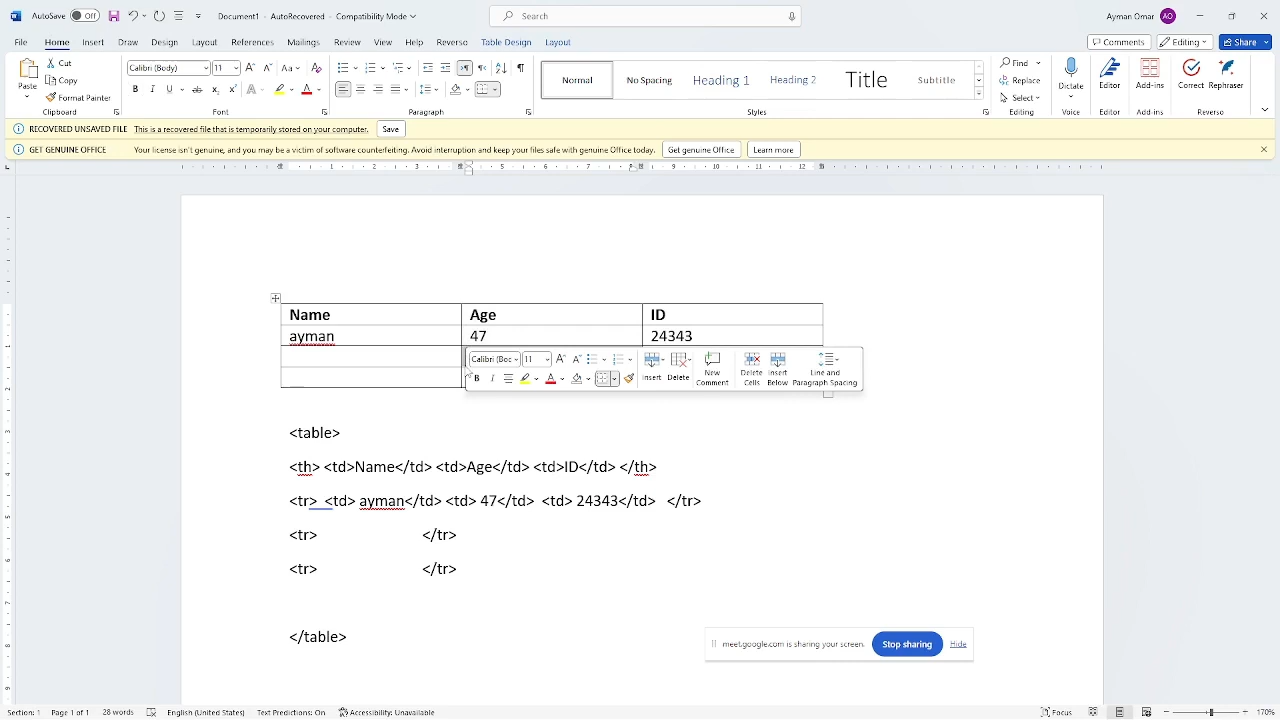 AutoSave Off Document1 - AutoRecovered - Compatibility Mode Search Ayman Omar AO
File Home Insert Draw Design Layout References Mailings Review View Help Reverso Table Design Layout Comments Editing Share
Paste Cut Copy Format Painter Clipboard
Calibri (Body) 11 Font
Paragraph
Normal No Spacing Heading 1 Heading 2 Title Subtitle Styles
Find Replace Select Editing
Dictate Voice
Editor Editor
Add-ins Add-ins
Correct Rephraser Reverso
RECOVERED UNSAVED FILE This is a recovered file that is temporarily stored on your computer. Save
GET GENUINE OFFICE Your license isn't genuine, and you may be a victim of software counterfeiting. Avoid interruption and keep your files safe with genuine Office today. Get genuine Office Learn more
Name Age ID
ayman 47 24343
Calibri (Boc 11 Insert Delete New Comment Delete Cells Insert Below Line and Paragraph Spacing
<table>
<th> <td>Name</td> <td>Age</td> <td>ID</td> </th>
<tr> <td> ayman</td> <td> 47</td> <td> 24343</td> </tr>
<tr> </tr>
<tr> </tr>
</table>
meet.google.com is sharing your screen. Stop sharing Hide
Section: 1 Page 1 of 1 28 words English (United States) Text Predictions: On Accessibility: Unavailable Focus 170%